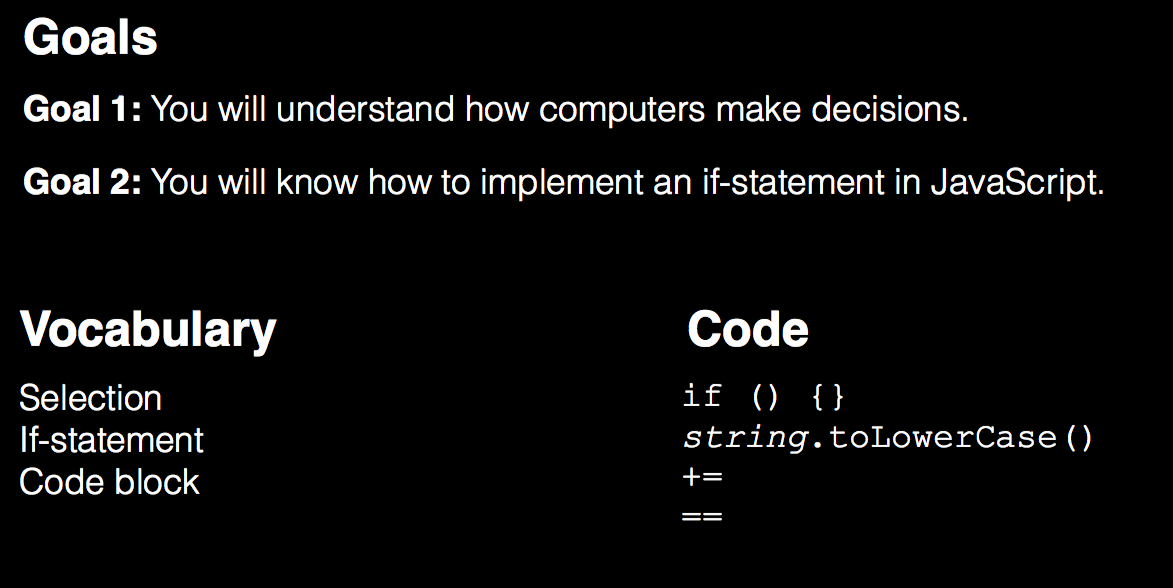 Goals
Goal 1: You will understand how computers make decisions.
Goal 2: You will know how to implement an if-statement in JavaScript.
Vocabulary
Selection
If-statement
Code block
Code
if () {}
string.toLowerCase()
+=
==